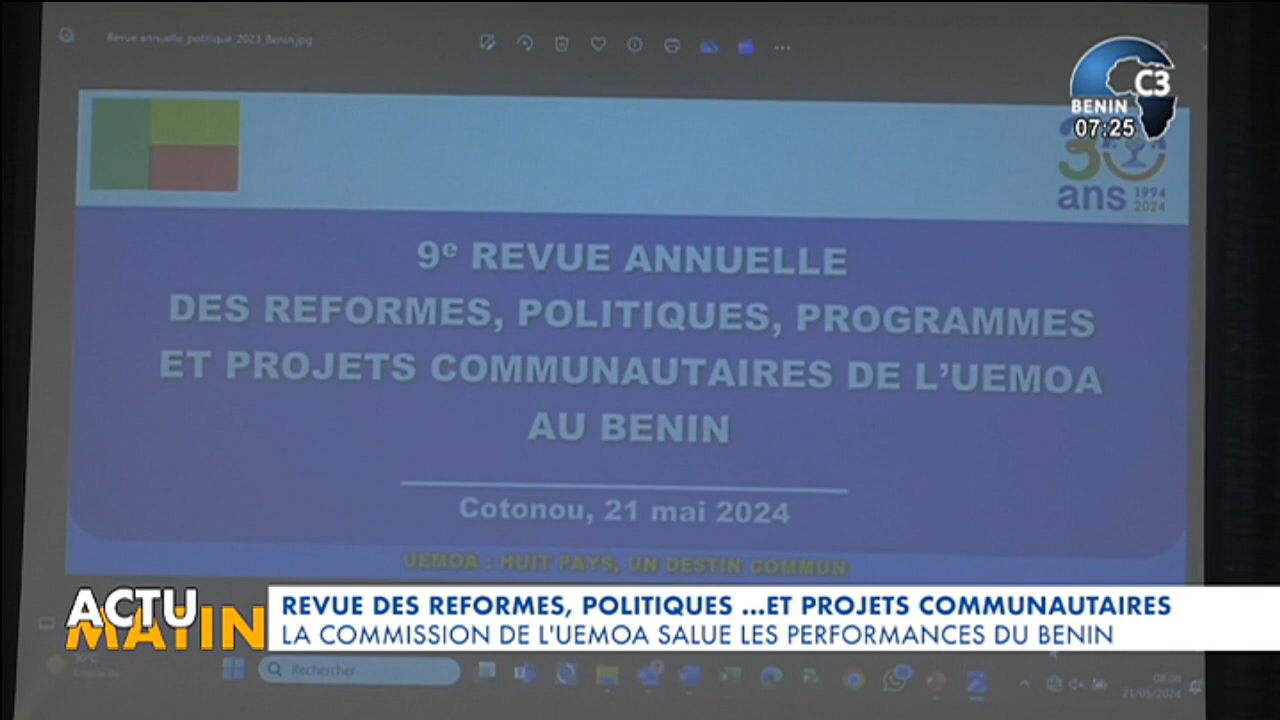 Revue annuelle_politique_2023_Benin.jpg
C3
BENIN
07:25
30
ans 1994
2024
9e REVUE ANNUELLE
DES REFORMES, POLITIQUES, PROGRAMMES
ET PROJETS COMMUNAUTAIRES DE L'UEMOA
AU BENIN
Cotonou, 21 mai 2024
UEMOA : HUIT PAYS, UN DESTIN COMMUN
ACTU
MATIN
REVUE DES REFORMES, POLITIQUES ...ET PROJETS COMMUNAUTAIRES
LA COMMISSION DE L'UEMOA SALUE LES PERFORMANCES DU BENIN
Rechercher
08:08
21/05/2024